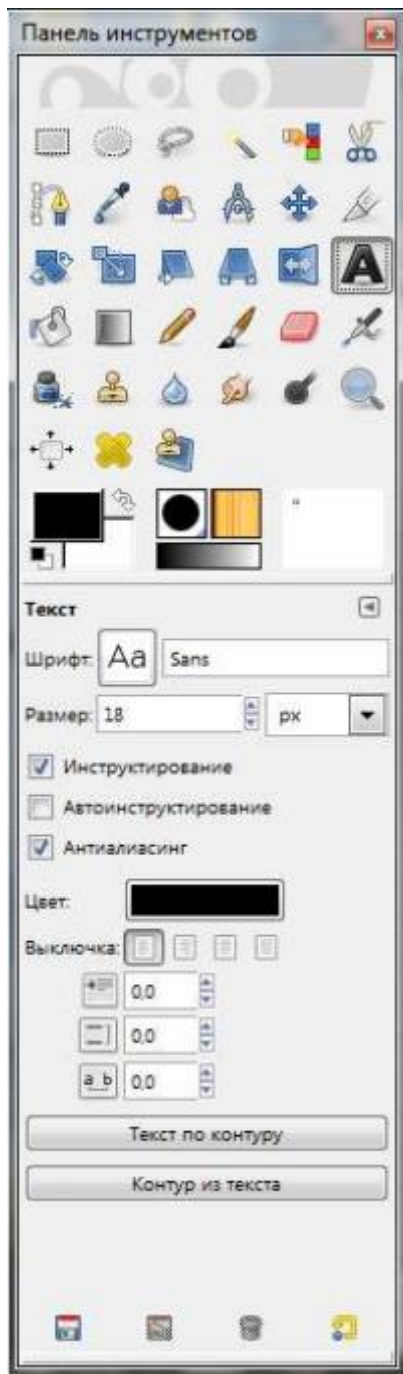 Панель инструментов
Текст
Шрифт: Aa Sans
Размер: 18 px
Инструктирование
Автоинструктирование
Антиалиасинг
Цвет:
Выключка:
0,0
0,0
a b 0,0
Текст по контуру
Контур из текста